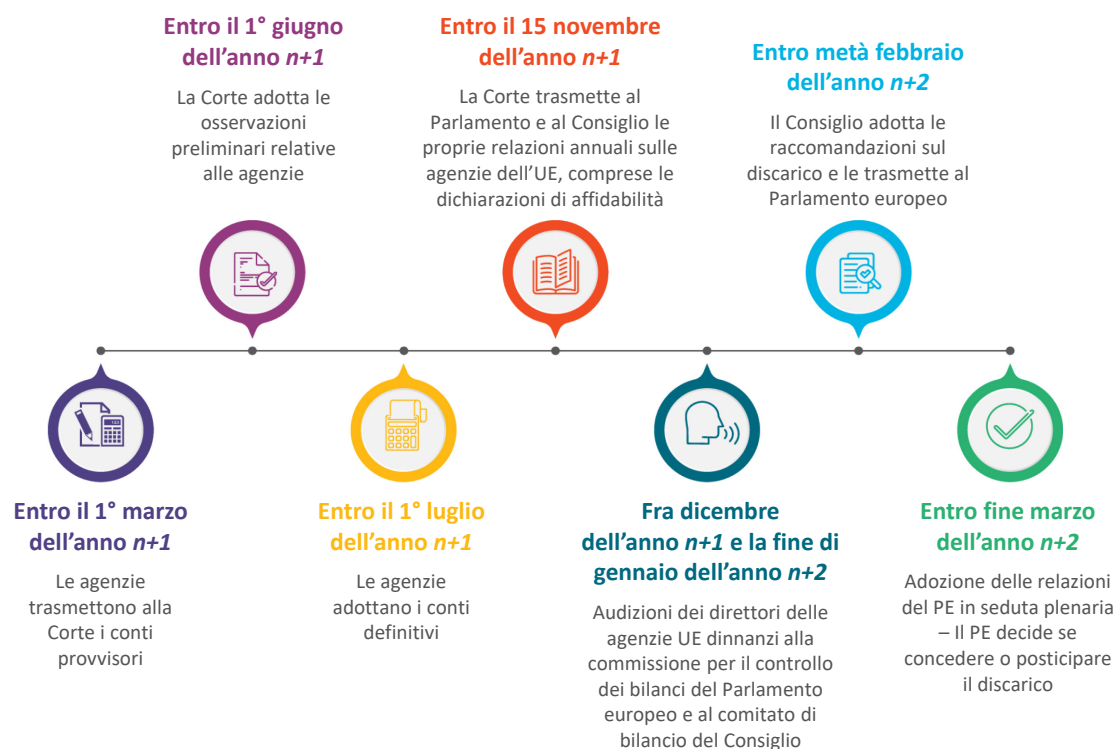 Entro il 1° giugno
dell’anno n+1
La Corte adotta le
osservazioni
preliminari relative
alle agenzie
Entro il 15 novembre
dell’anno n+1
La Corte trasmette al
Parlamento e al Consiglio le
proprie relazioni annuali sulle
agenzie dell’UE, comprese le
dichiarazioni di affidabilità
Entro metà febbraio
dell’anno n+2
Il Consiglio adotta le
raccomandazioni sul
discarico e le trasmette al
Parlamento europeo
Entro il 1° marzo
dell’anno n+1
Le agenzie
trasmettono alla
Corte i conti
provvisori
Entro il 1° luglio
dell’anno n+1
Le agenzie
adottano i conti
definitivi
Fra dicembre
dell’anno n+1 e la fine di
gennaio dell’anno n+2
Audizioni dei direttori delle
agenzie UE dinnanzi alla
commissione per il controllo
dei bilanci del Parlamento
europeo e al comitato di
bilancio del Consiglio
Entro fine marzo
dell’anno n+2
Adozione delle relazioni
del PE in seduta plenaria
– Il PE decide se
concedere o posticipare
il discarico